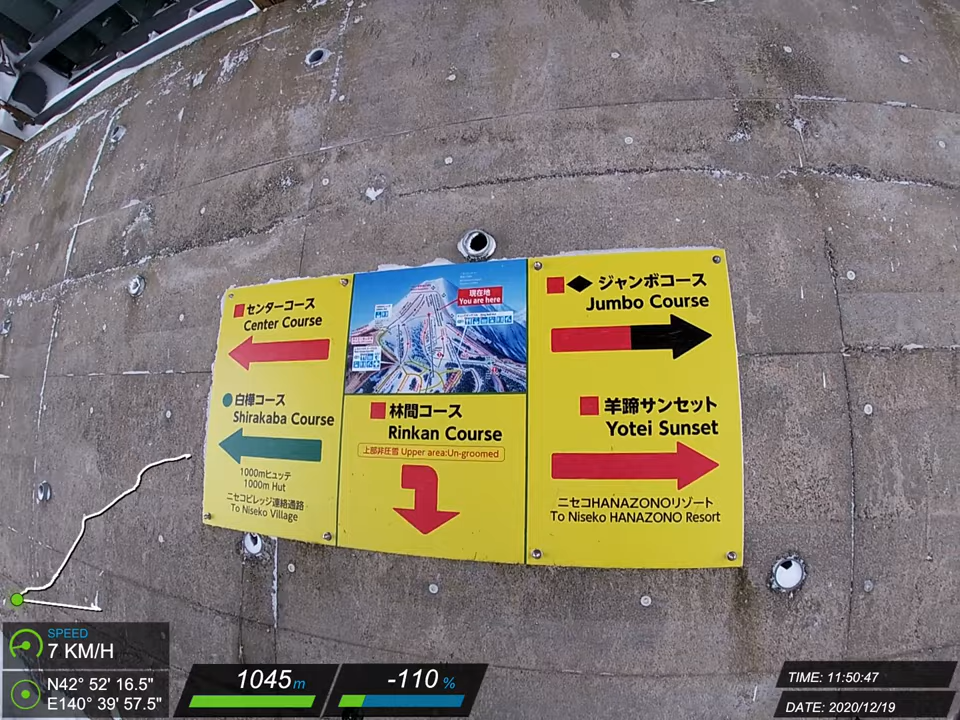 センターコース
Center Course
白樺コース
Shirakaba Course
1000mヒュッテ
1000m Hut
ニセコビレッジ連絡通路
To Niseko Village
現在地
You are here
林間コース
Rinkan Course
上部非圧雪 Upper area:Un-groomed
ジャンボコース
Jumbo Course
羊蹄サンセット
Yotei Sunset
ニセコHANAZONOリゾート
To Niseko HANAZONO Resort
SPEED
7 KM/H
N42° 52' 16.5"
E140° 39' 57.5"
1045m
-110 %
TIME: 11:50:47
DATE: 2020/12/19